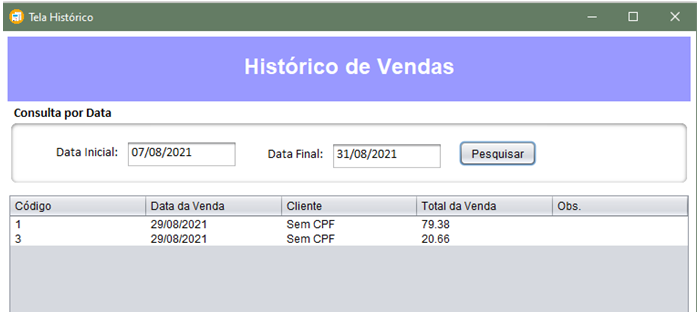 Tela Histórico
Histórico de Vendas
Consulta por Data
Data Inicial: 07/08/2021 Data Final: 31/08/2021 Pesquisar
Código Data da Venda Cliente Total da Venda Obs.
1 29/08/2021 Sem CPF 79.38
3 29/08/2021 Sem CPF 20.66